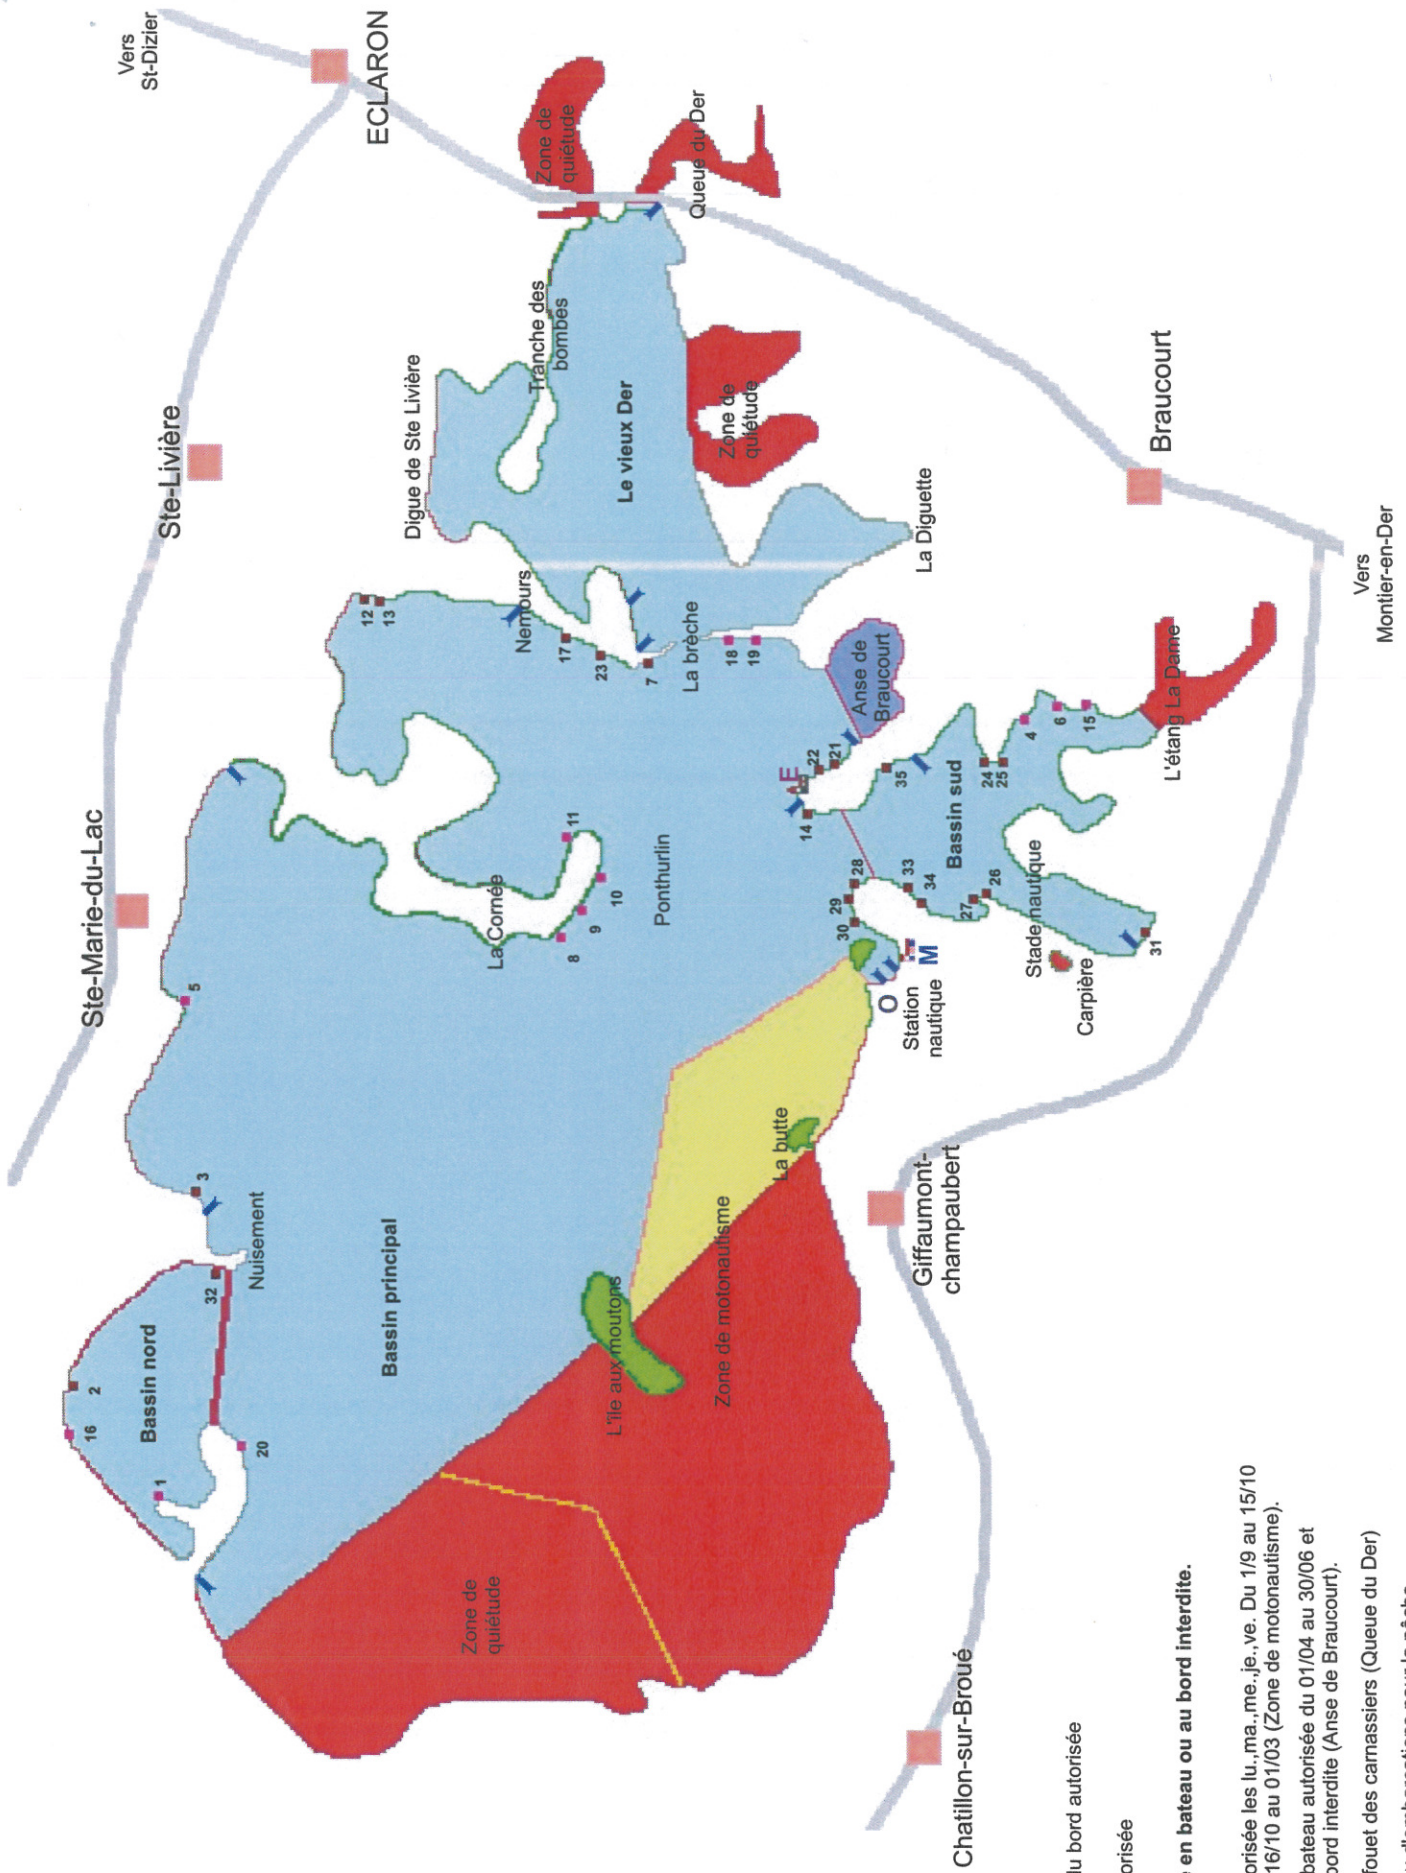 Vers
St-Dizier
ECLARON
Ste-Livière
Ste-Marie-du-Lac
Zone de
quiétude
Queue du Der
Tranche des
bombes
Digue de Ste Livière
Le vieux Der
Zone de
quiétude
La Diguette
Braucourt
Vers
Montier-en-Der
Nemours
12
13
17
23
7
La brèche
18
19
Anse de
Braucourt
22
21
E
14
35
24
25
4
6
15
L'étang La Dame
Bassin sud
28
29
30
33
34
27
26
31
Stade nautique
Carpière
M
O
Station
nautique
La Cornée
11
10
9
8
Ponthurlin
5
3
Nuisement
32
Bassin nord
2
16
1
20
Bassin principal
La butte
L'île aux moutons
Zone de motonautisme
Zone de
quiétude
Giffaumont-
champaubert
Chatillon-sur-Broué
du bord autorisée
orisée
en bateau ou au bord interdite.
orisée les lu.,ma.,me.,je.,ve. Du 1/9 au 15/10
16/10 au 01/03 (Zone de motonautisme).
bateau autorisée du 01/04 au 30/06 et
bord interdite (Anse de Braucourt).
fouet des carnassiers (Queue du Der)